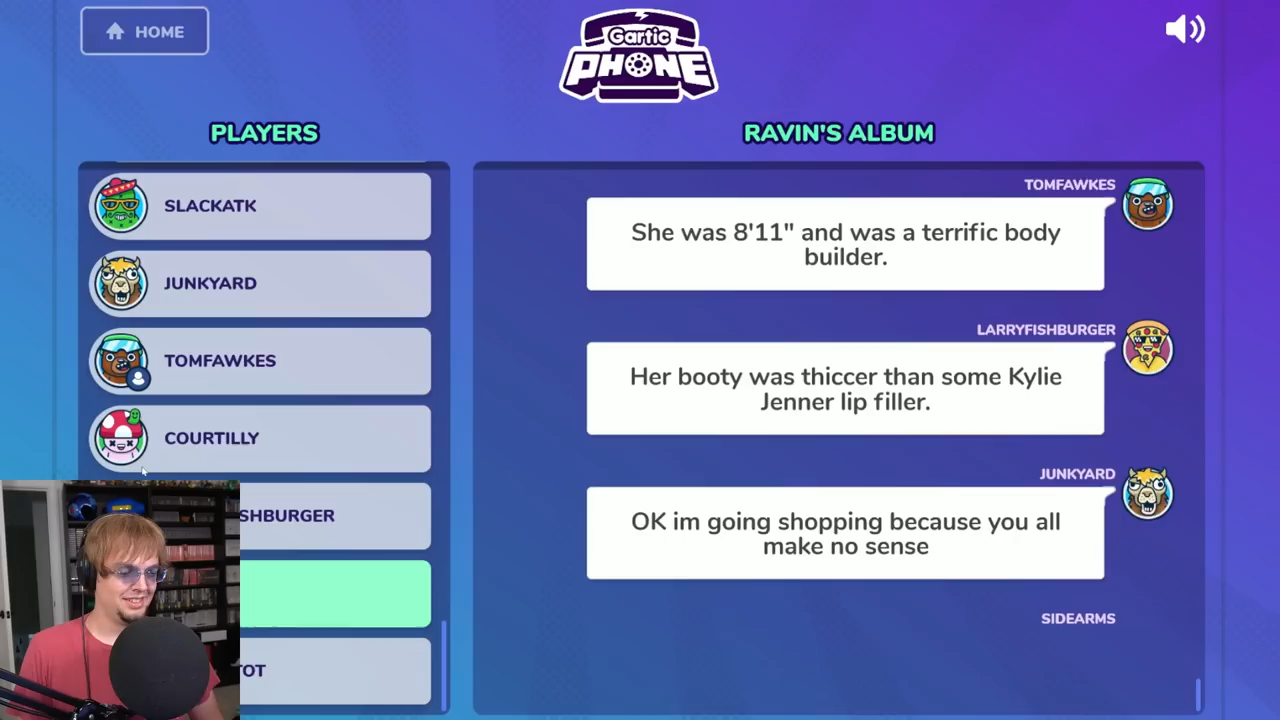 HOME
Gartic
PHONE
PLAYERS
SLACKATK
JUNKYARD
TOMFAWKES
COURTILLY
SHBURGER
TOT
RAVIN'S ALBUM
TOMFAWKES
She was 8'11" and was a terrific body
builder.
LARRYFISHBURGER
Her booty was thiccer than some Kylie
Jenner lip filler.
JUNKYARD
OK im going shopping because you all
make no sense
SIDEARMS